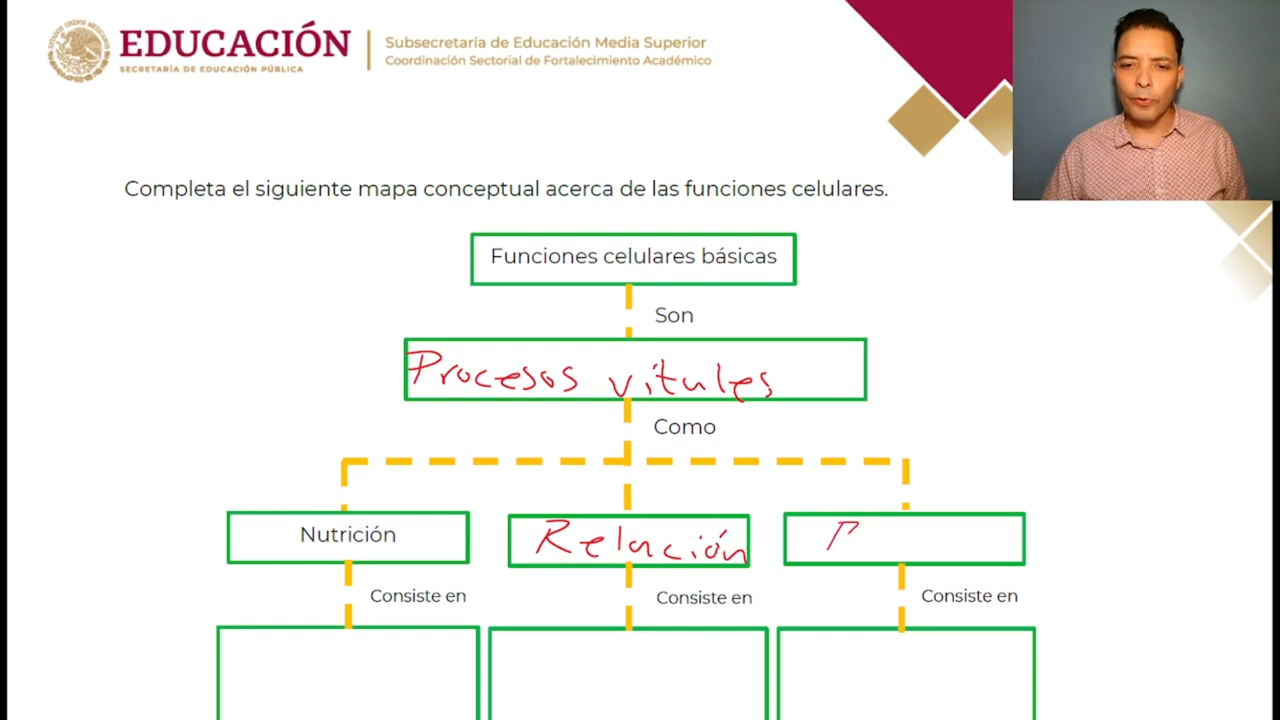 EDUCACIÓN
SECRETARÍA DE EDUCACIÓN PÚBLICA
Subsecretaría de Educación Media Superior
Coordinación Sectorial de Fortalecimiento Académico
Completa el siguiente mapa conceptual acerca de las funciones celulares.
Funciones celulares básicas
Son
Procesos vitales
Como
Nutrición
Relación
Consiste en
Consiste en
Consiste en